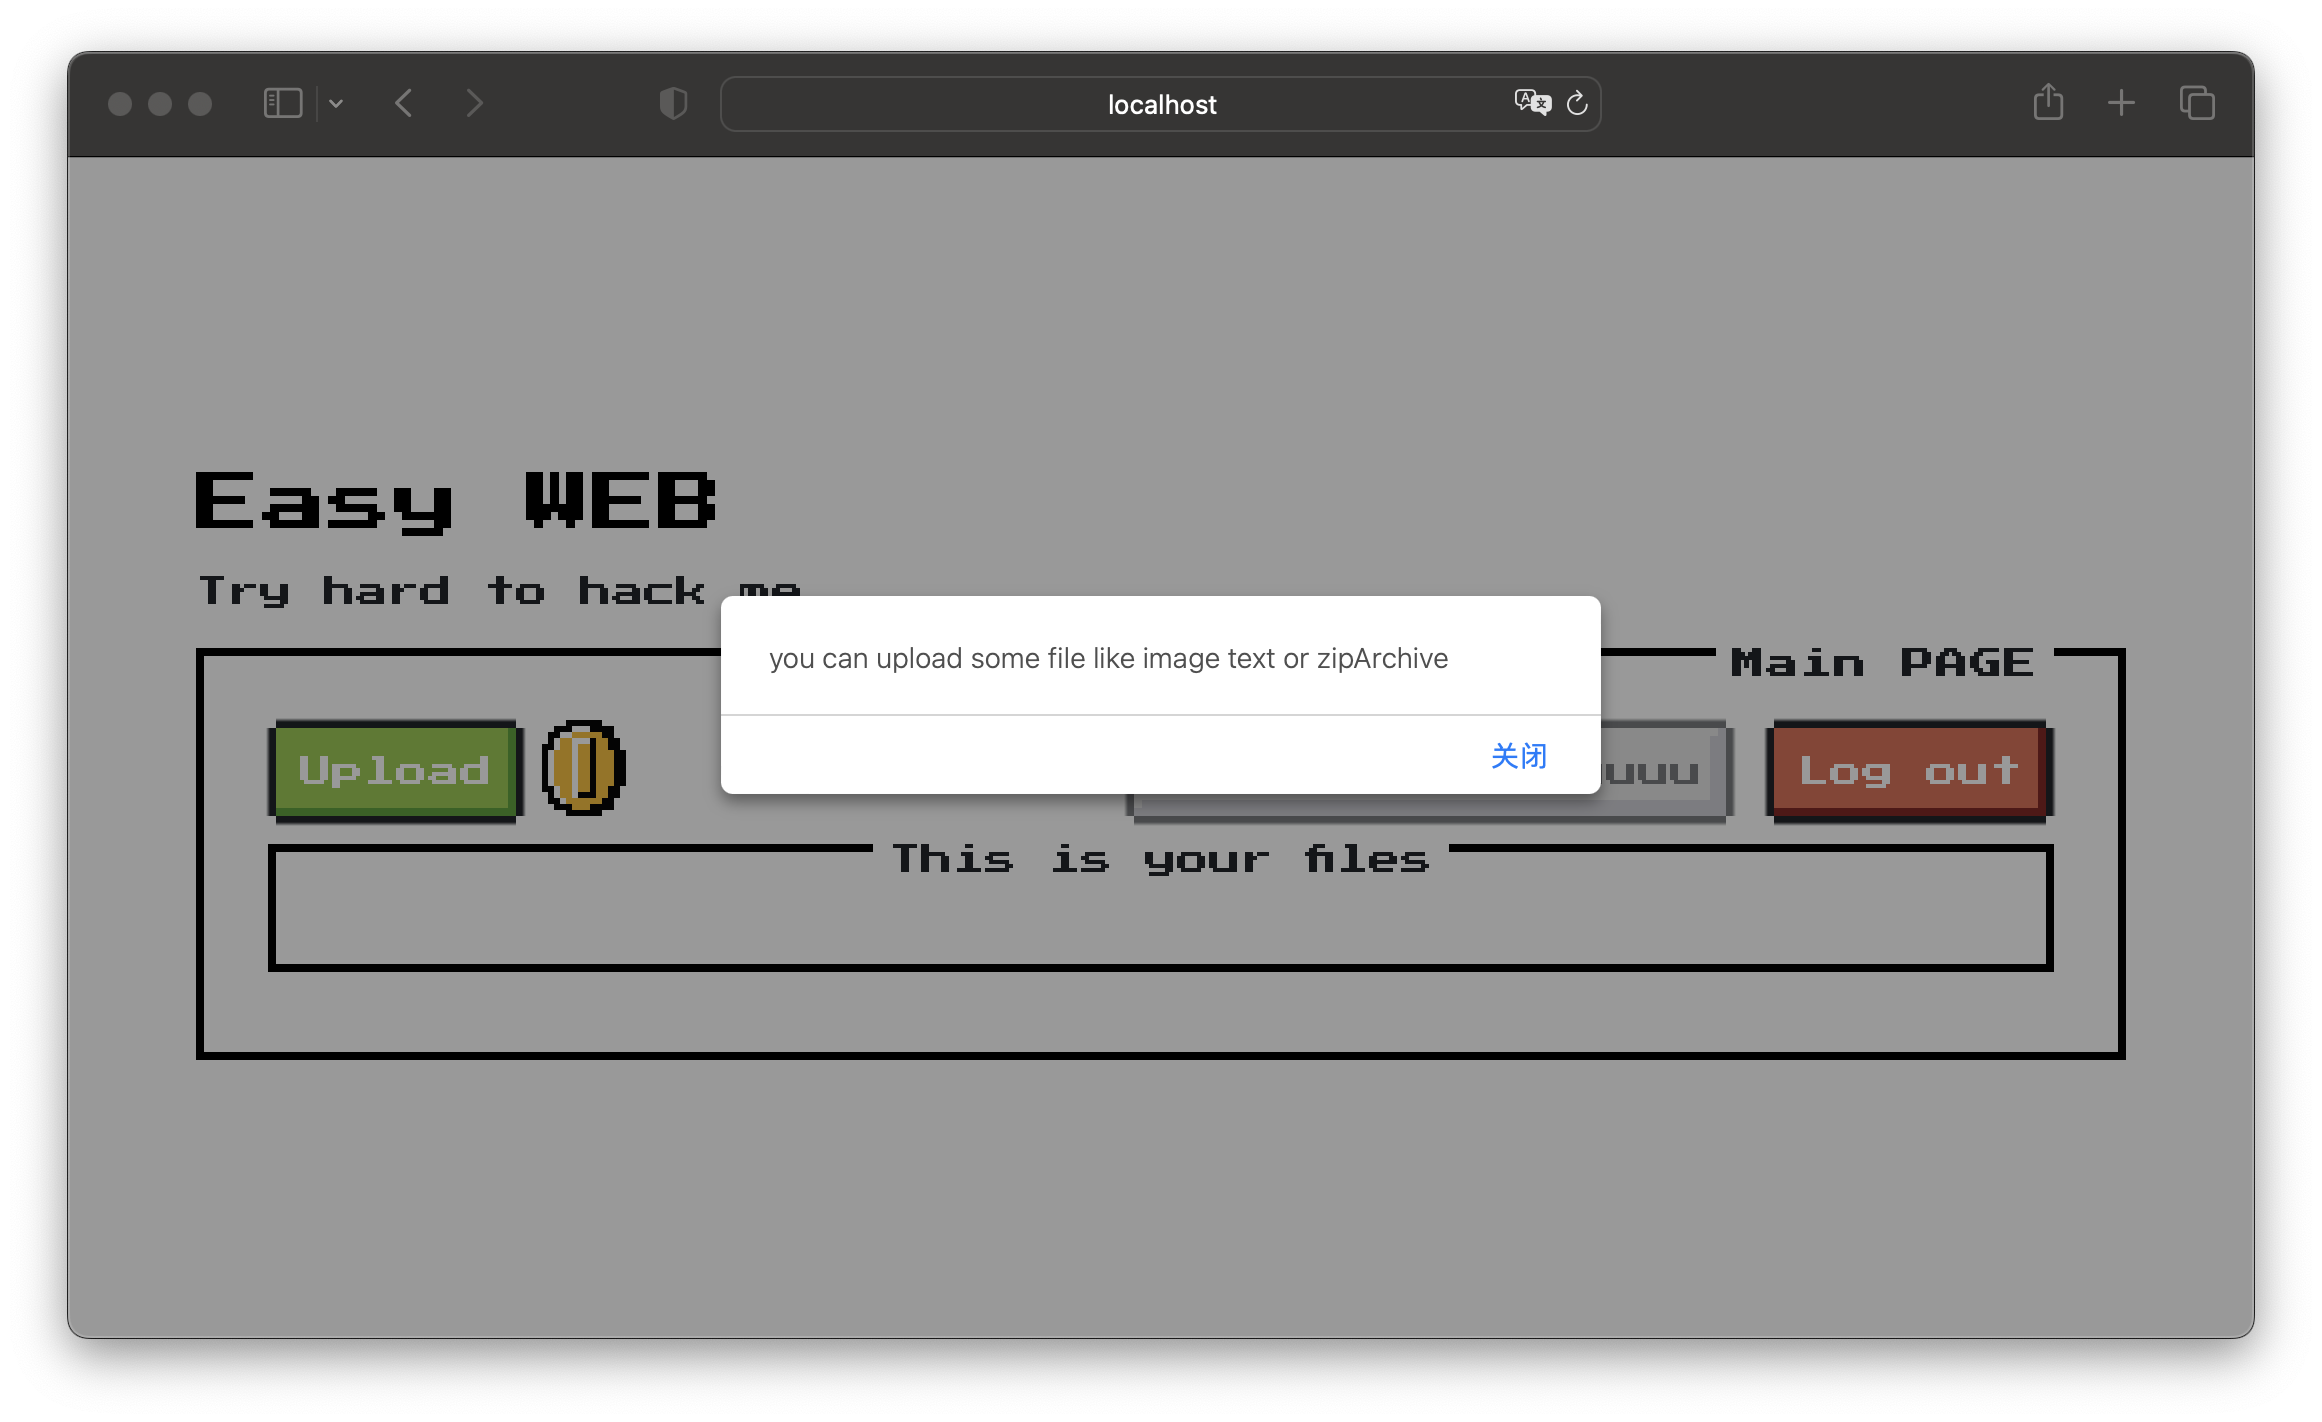 localhost
Easy WEB
Try hard to hack me
you can upload some file like image text or zipArchive
关闭
Main PAGE
Upload
Log out
This is your files